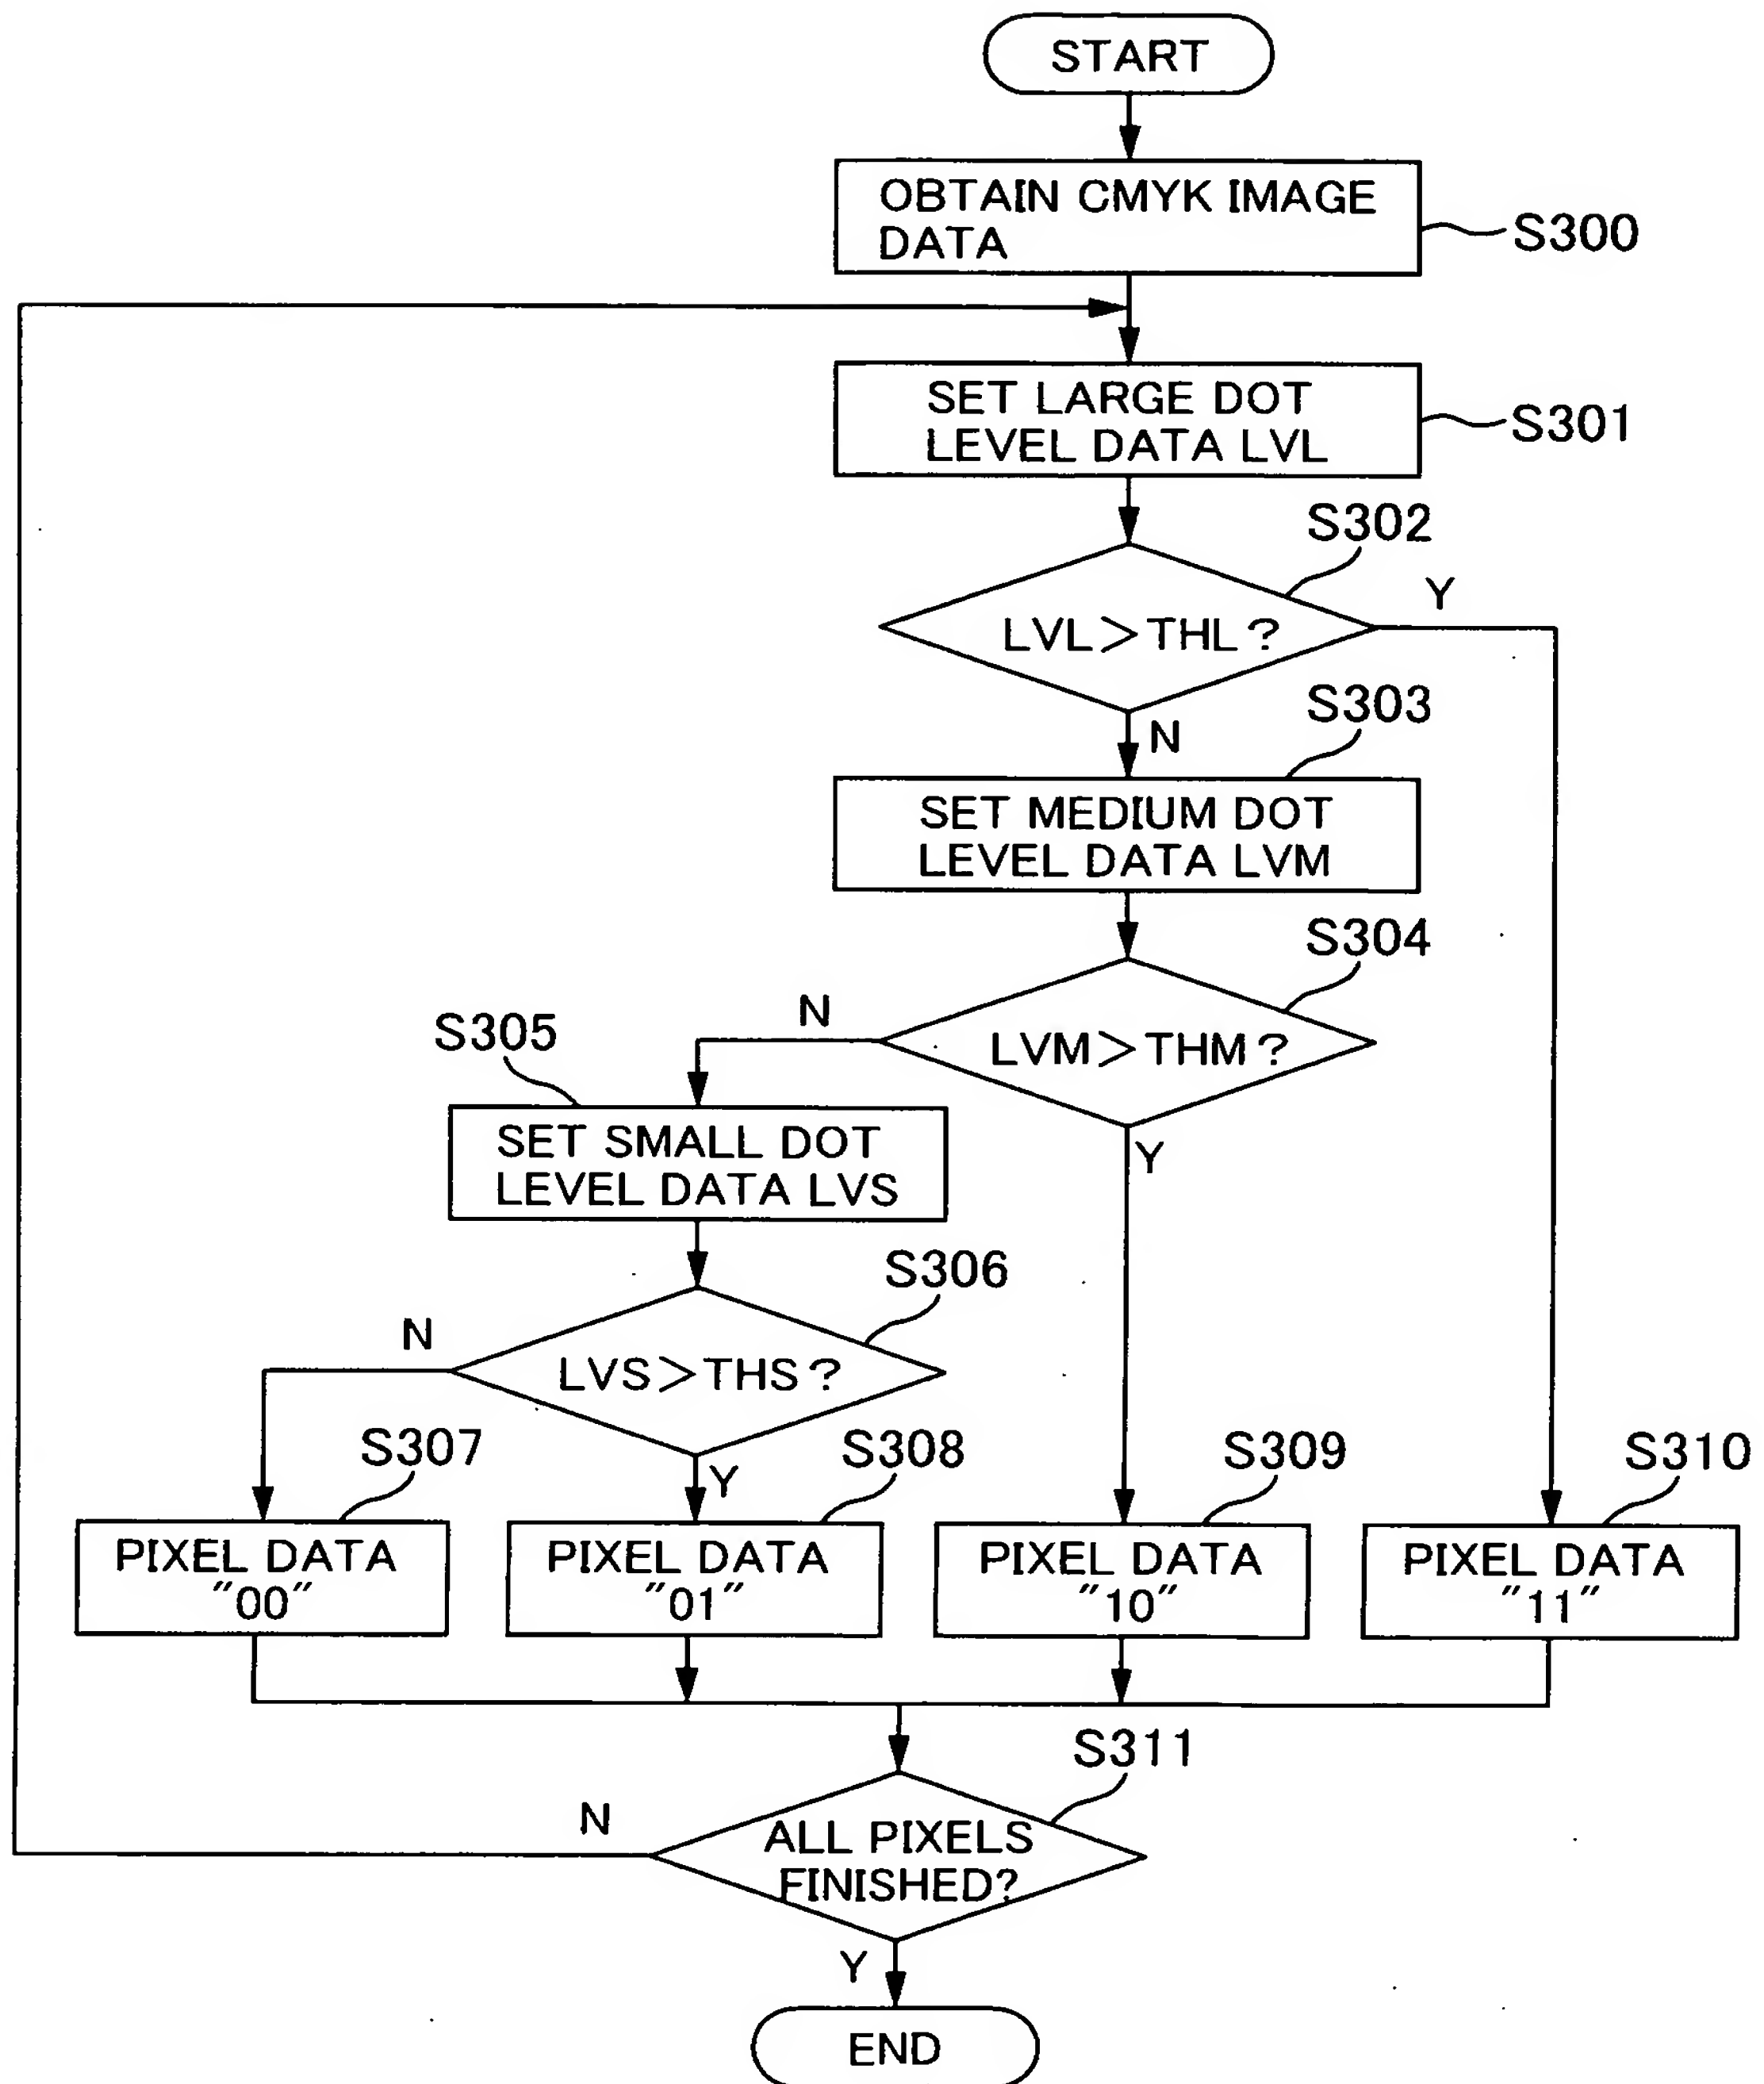 START
OBTAIN CMYK IMAGE
DATA
S300
SET LARGE DOT
LEVEL DATA LVL
S301
S302
LVL>THL?
Y
N
S303
SET MEDIUM DOT
LEVEL DATA LVM
S304
LVM>THM?
N
Y
S305
SET SMALL DOT
LEVEL DATA LVS
S306
LVS>THS?
N
Y
S307
PIXEL DATA
"00"
S308
PIXEL DATA
"01"
S309
PIXEL DATA
"10"
S310
PIXEL DATA
"11"
S311
ALL PIXELS
FINISHED?
N
Y
END